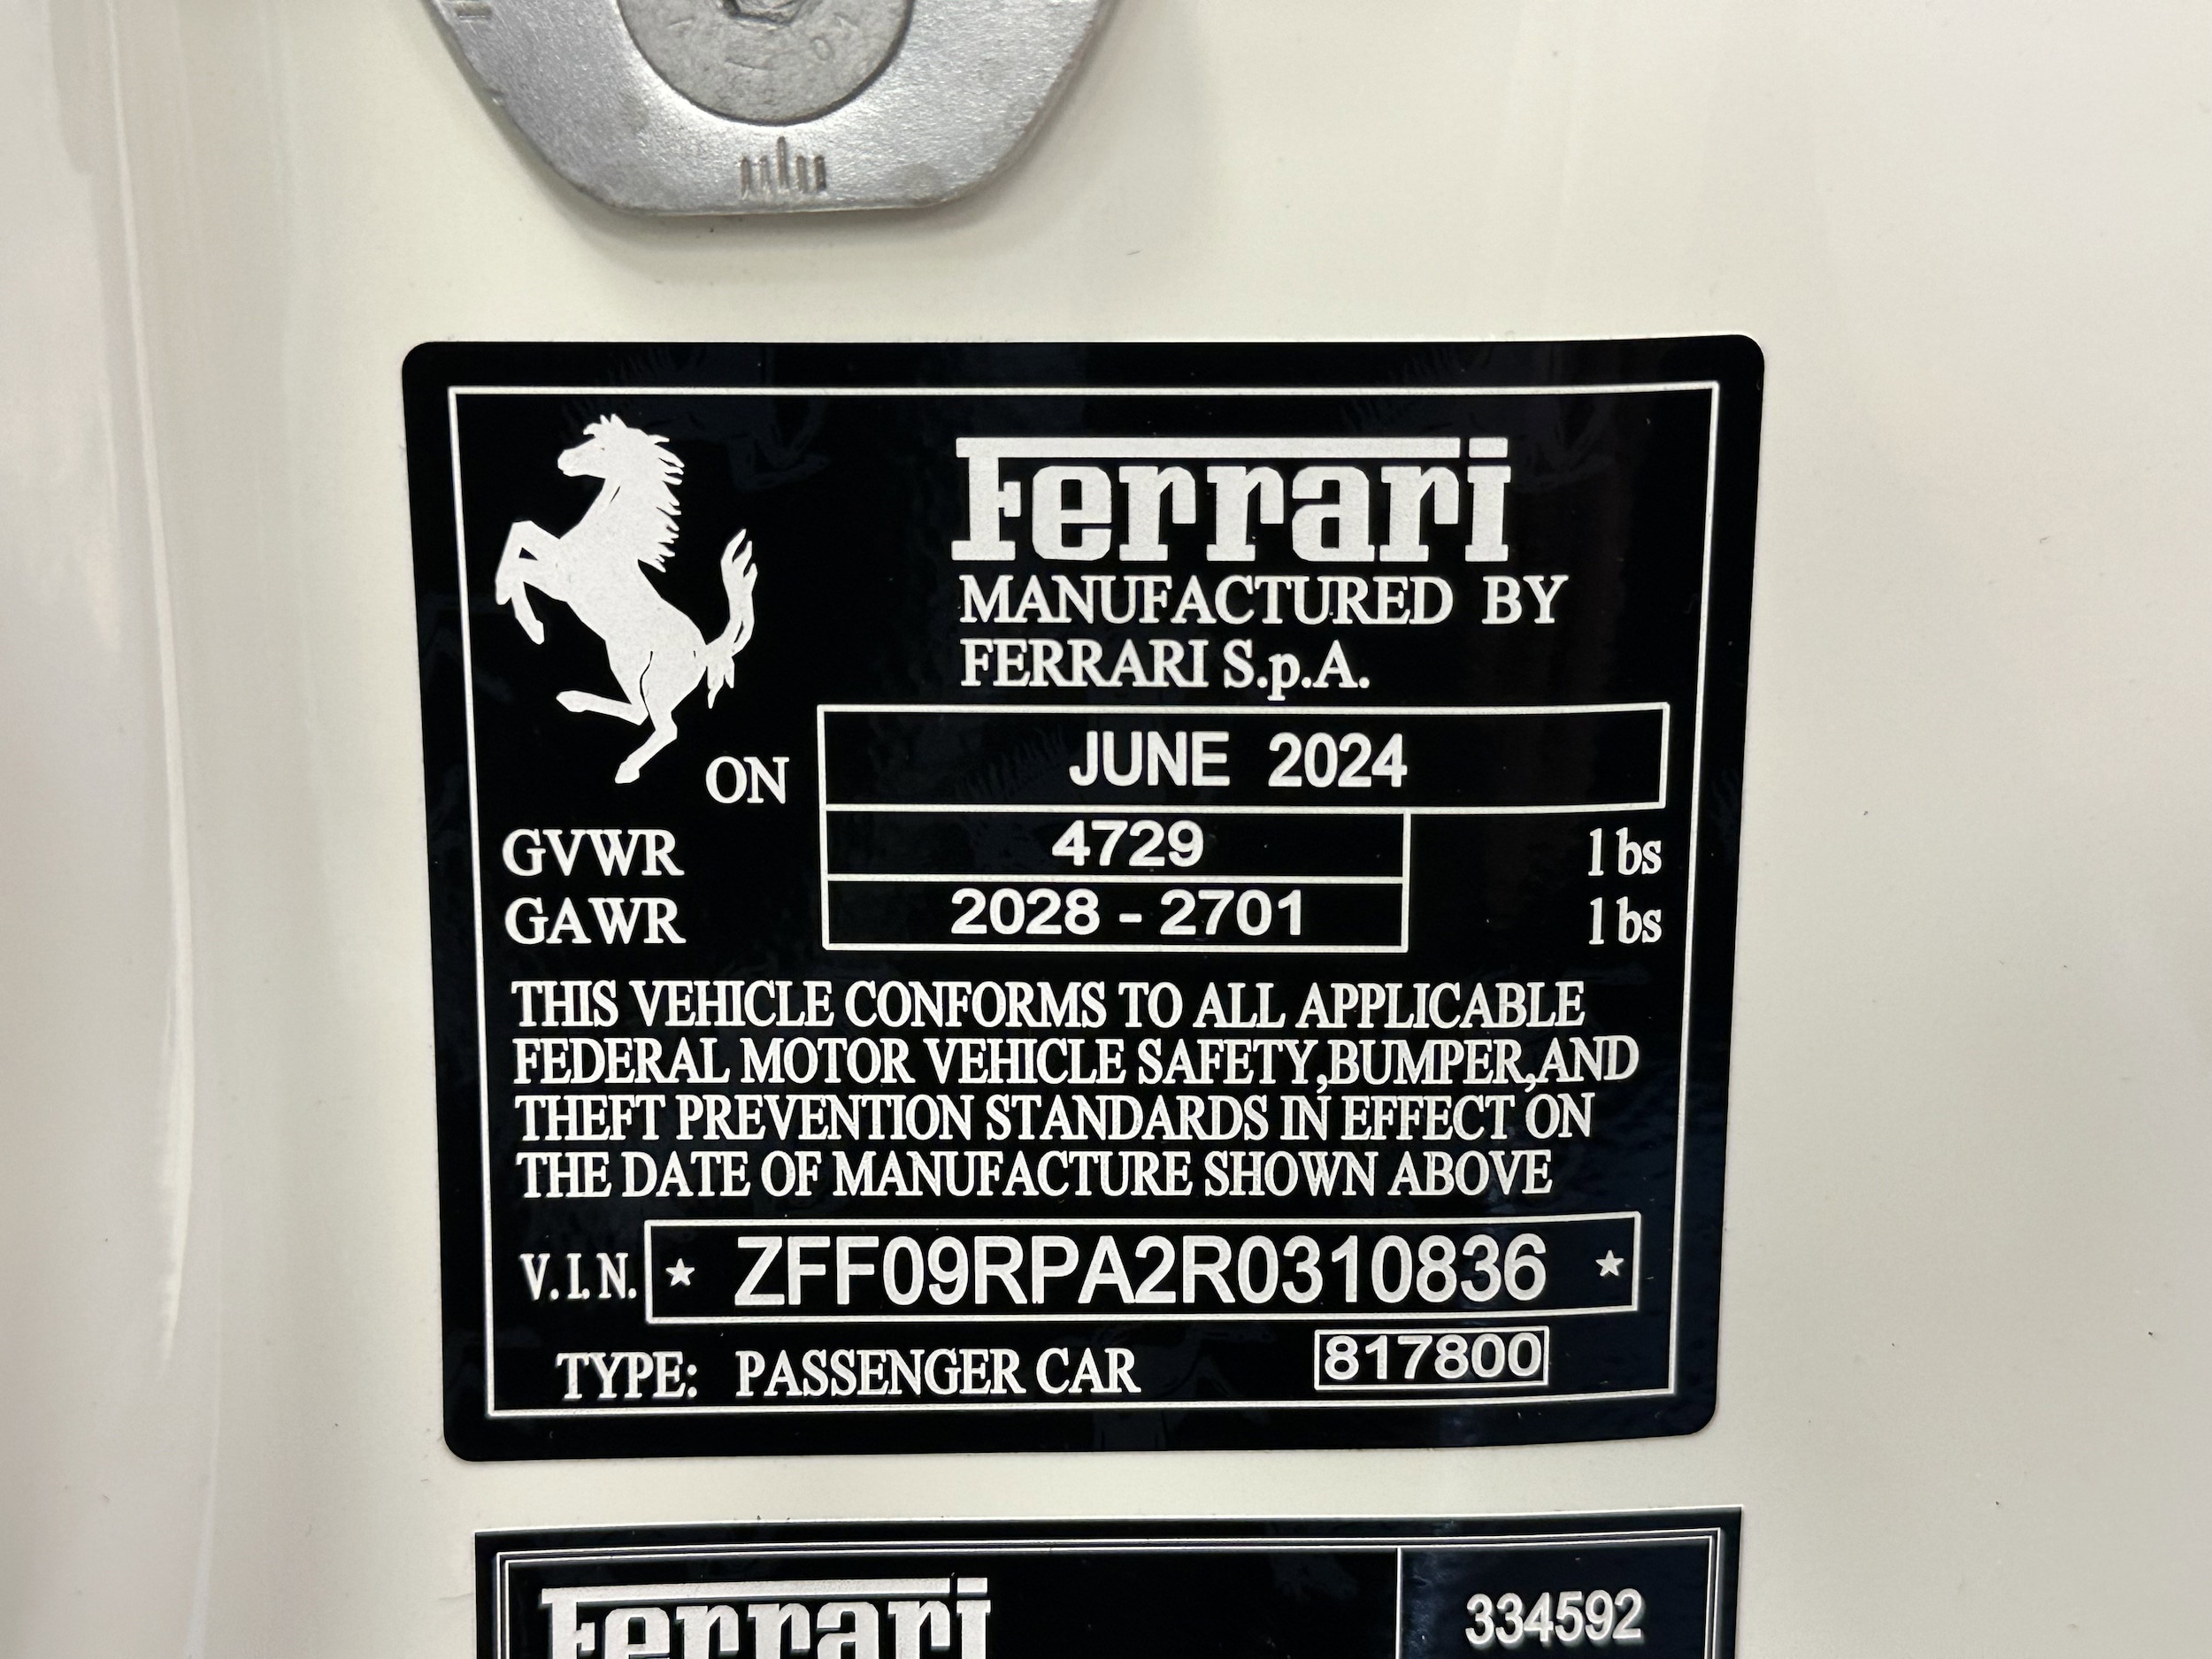 Ferrari
MANUFACTURED BY
FERRARI S.p.A.
ON JUNE 2024
GVWR 4729 lbs
GAWR 2028 - 2701 lbs
THIS VEHICLE CONFORMS TO ALL APPLICABLE
FEDERAL MOTOR VEHICLE SAFETY,BUMPER,AND
THEFT PREVENTION STANDARDS IN EFFECT ON
THE DATE OF MANUFACTURE SHOWN ABOVE
V.I.N. ★ ZFF09RPA2R0310836 ★
TYPE: PASSENGER CAR 817800
Ferrari 334592